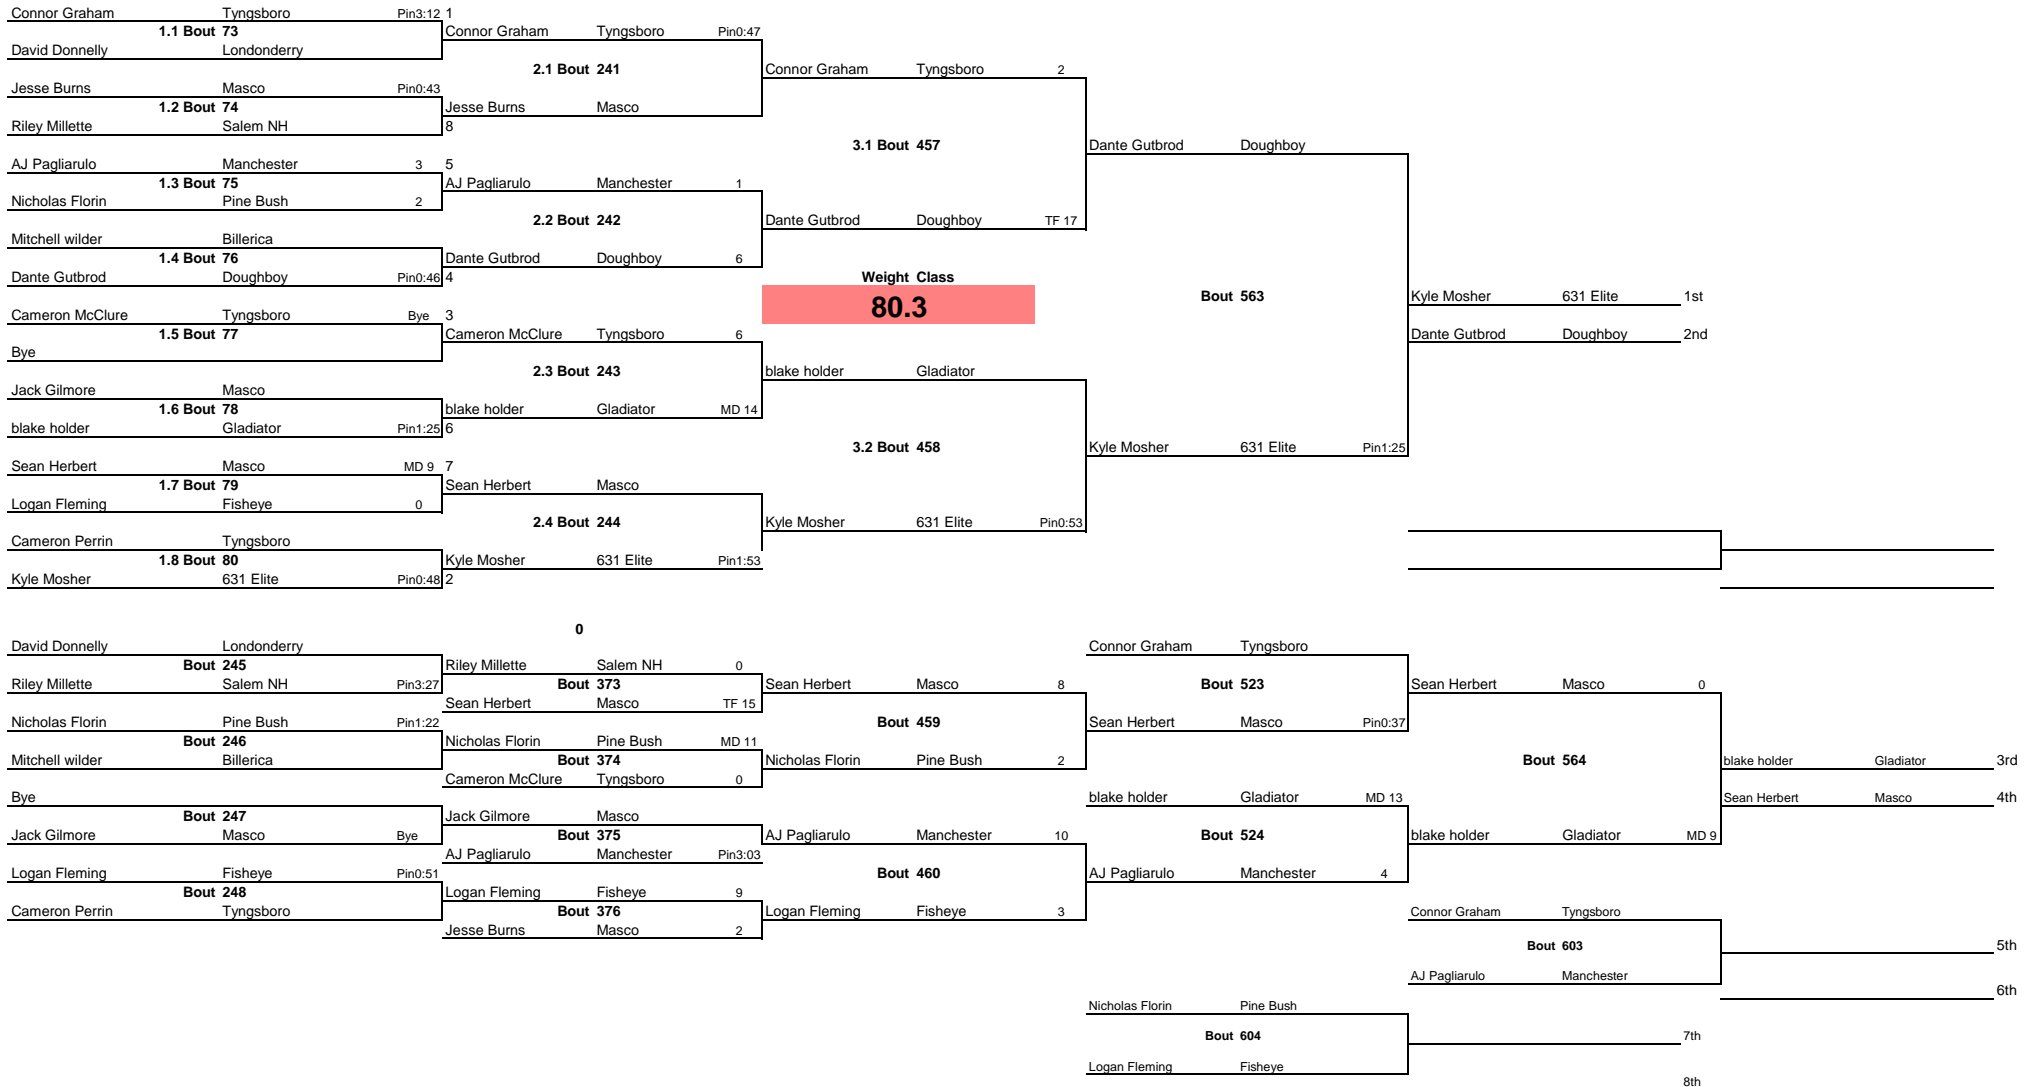 Connor Graham Tyngsboro Pin3:12 1
1.1 Bout 73 Connor Graham Tyngsboro Pin0:47
David Donnelly Londonderry
2.1 Bout 241 Connor Graham Tyngsboro 2
Jesse Burns Masco Pin0:43
1.2 Bout 74 Jesse Burns Masco
Riley Millette Salem NH 8
3.1 Bout 457 Dante Gutbrod Doughboy
AJ Pagliarulo Manchester 3 5
1.3 Bout 75 AJ Pagliarulo Manchester 1
Nicholas Florin Pine Bush 2
2.2 Bout 242 Dante Gutbrod Doughboy TF 17
Mitchell wilder Billerica
1.4 Bout 76 Dante Gutbrod Doughboy 6
Dante Gutbrod Doughboy Pin0:46 4 Weight Class
Bout 563 Kyle Mosher 631 Elite 1st
80.3
Cameron McClure Tyngsboro Bye 3
1.5 Bout 77 Cameron McClure Tyngsboro 6 Dante Gutbrod Doughboy 2nd
Bye
2.3 Bout 243 blake holder Gladiator
Jack Gilmore Masco
1.6 Bout 78 blake holder Gladiator MD 14
blake holder Gladiator Pin1:25 6
3.2 Bout 458 Kyle Mosher 631 Elite Pin1:25
Sean Herbert Masco MD 9 7
1.7 Bout 79 Sean Herbert Masco
Logan Fleming Fisheye 0
2.4 Bout 244 Kyle Mosher 631 Elite Pin0:53
Cameron Perrin Tyngsboro
1.8 Bout 80 Kyle Mosher 631 Elite Pin1:53
Kyle Mosher 631 Elite Pin0:48 2
0
David Donnelly Londonderry Connor Graham Tyngsboro
Bout 245 Riley Millette Salem NH 0
Riley Millette Salem NH Pin3:27 Bout 373 Sean Herbert Masco 8 Bout 523 Sean Herbert Masco 0
Sean Herbert Masco TF 15
Nicholas Florin Pine Bush Pin1:22 Bout 459 Sean Herbert Masco Pin0:37
Bout 246 Nicholas Florin Pine Bush MD 11
Mitchell wilder Billerica Bout 374 Nicholas Florin Pine Bush 2 Bout 564 blake holder Gladiator 3rd
Cameron McClure Tyngsboro 0
Bye blake holder Gladiator MD 13 Sean Herbert Masco 4th
Bout 247 Jack Gilmore Masco
Jack Gilmore Masco Bye Bout 375 AJ Pagliarulo Manchester 10 Bout 524 blake holder Gladiator MD 9
AJ Pagliarulo Manchester Pin3:03
Logan Fleming Fisheye Pin0:51 Bout 460 AJ Pagliarulo Manchester 4
Bout 248 Logan Fleming Fisheye 9
Cameron Perrin Tyngsboro Bout 376 Logan Fleming Fisheye 3 Connor Graham Tyngsboro
Jesse Burns Masco 2
Bout 603 5th
AJ Pagliarulo Manchester
6th
Nicholas Florin Pine Bush
Bout 604 7th
Logan Fleming Fisheye
8th